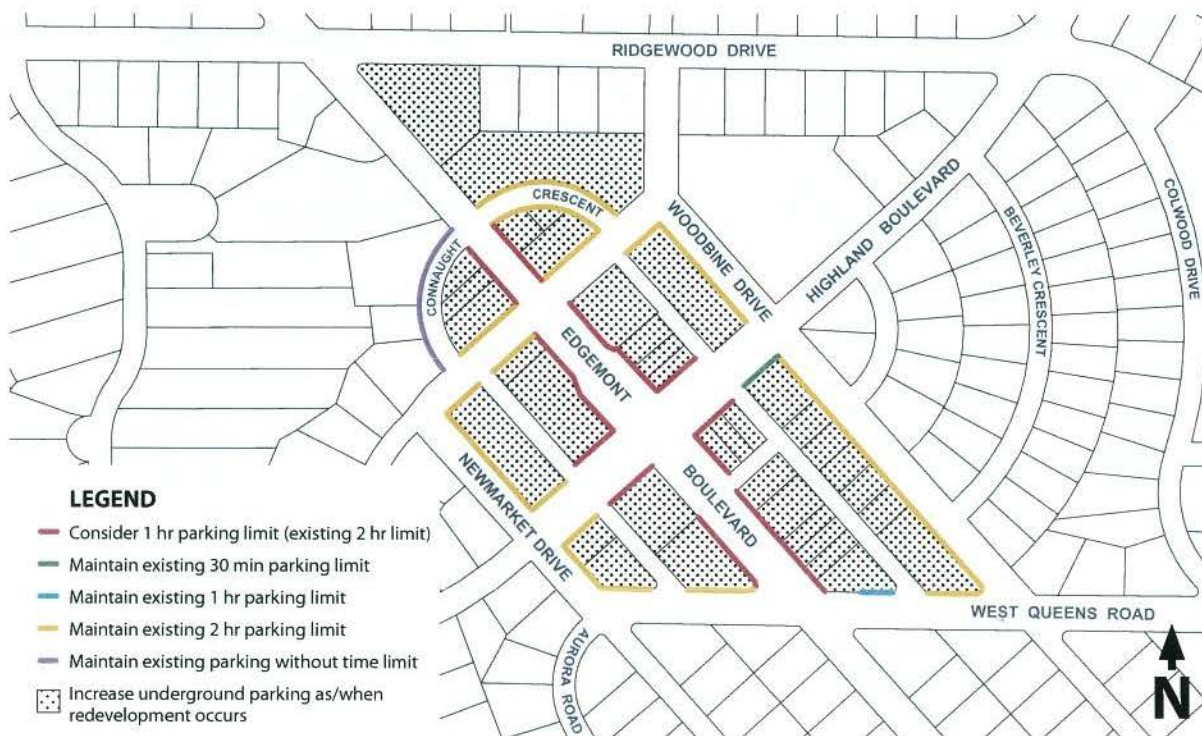 RIDGEWOOD DRIVE
CRESCENT
CONNAUGHT
WOODBINE DRIVE
HIGHLAND BOULEVARD
BEVERLEY CRESCENT
COLWOOD DRIVE
EDGEMONT
BOULEVARD
NEWMARKET DRIVE
AURORA ROAD
WEST QUEENS ROAD
N
LEGEND
Consider 1 hr parking limit (existing 2 hr limit)
Maintain existing 30 min parking limit
Maintain existing 1 hr parking limit
Maintain existing 2 hr parking limit
Maintain existing parking without time limit
Increase underground parking as/when
redevelopment occurs